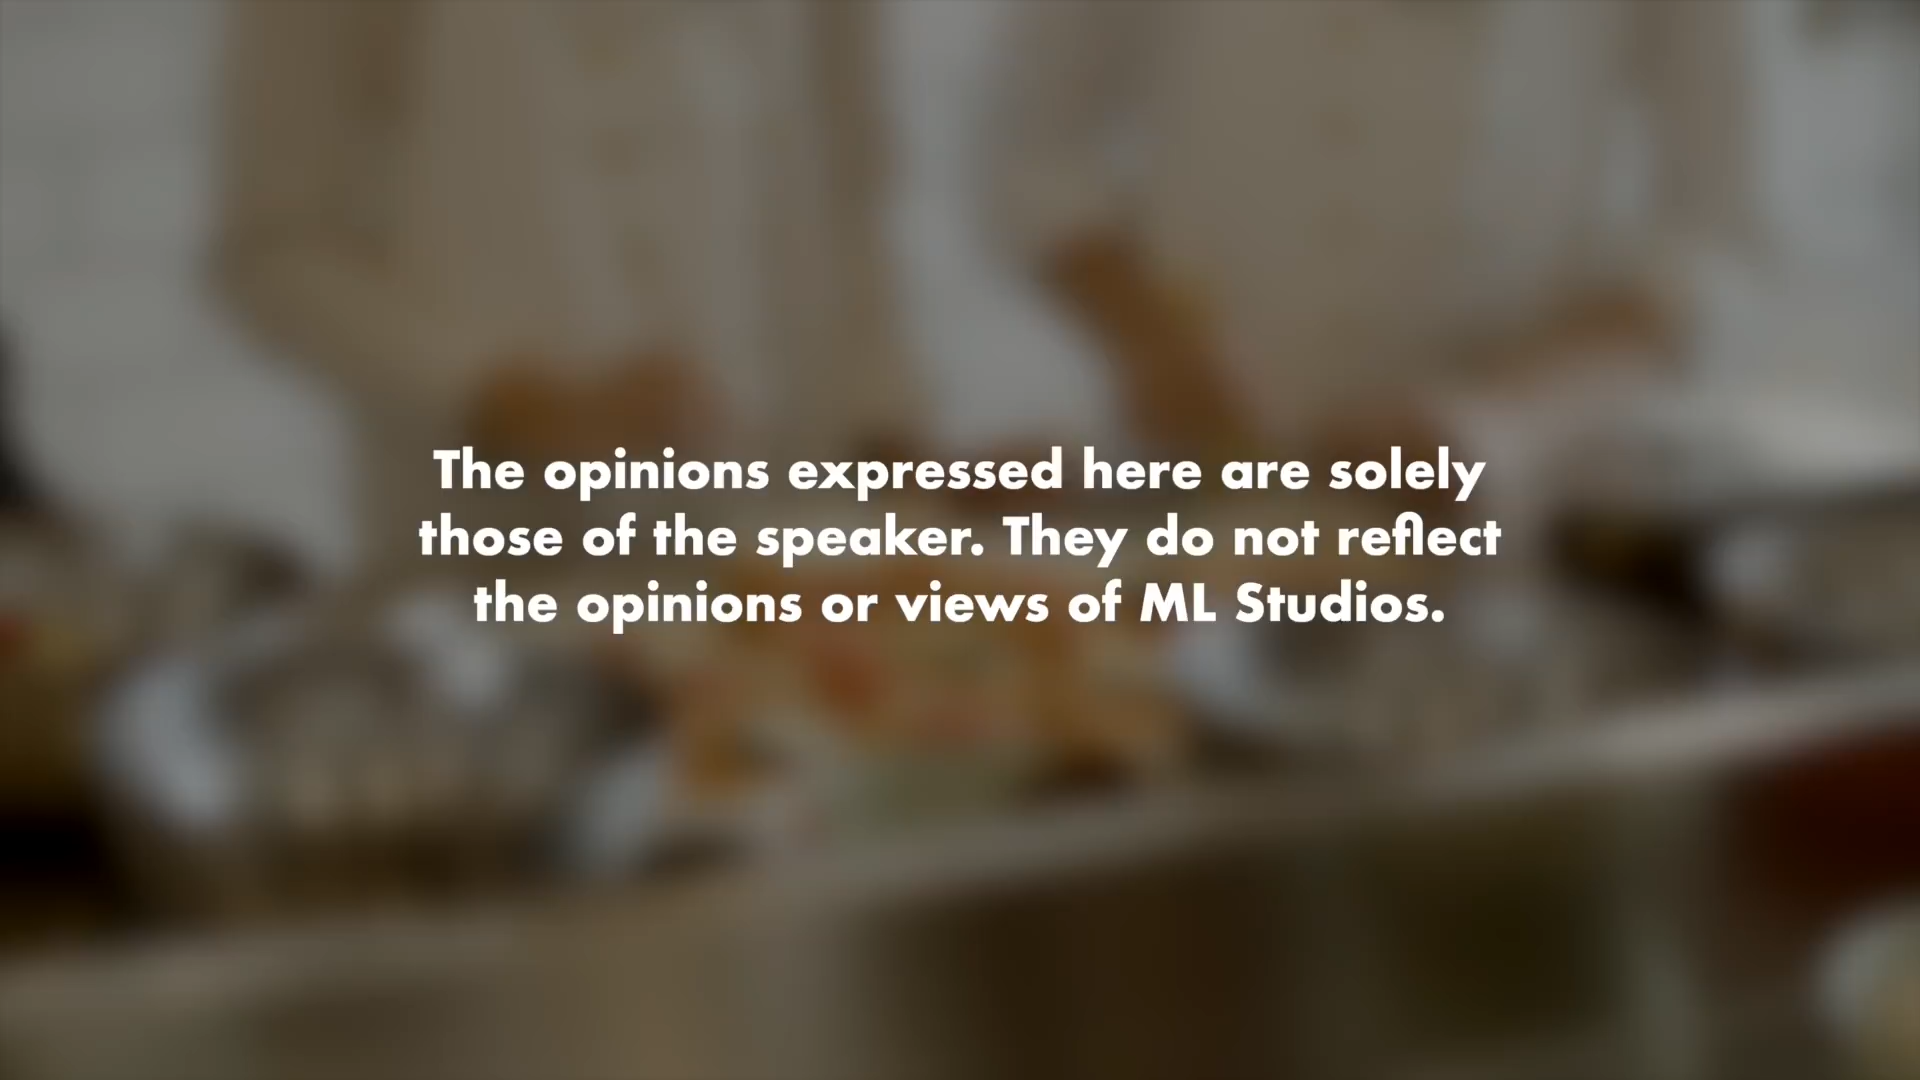 The opinions expressed here are solely
those of the speaker. They do not reflect
the opinions or views of ML Studios.